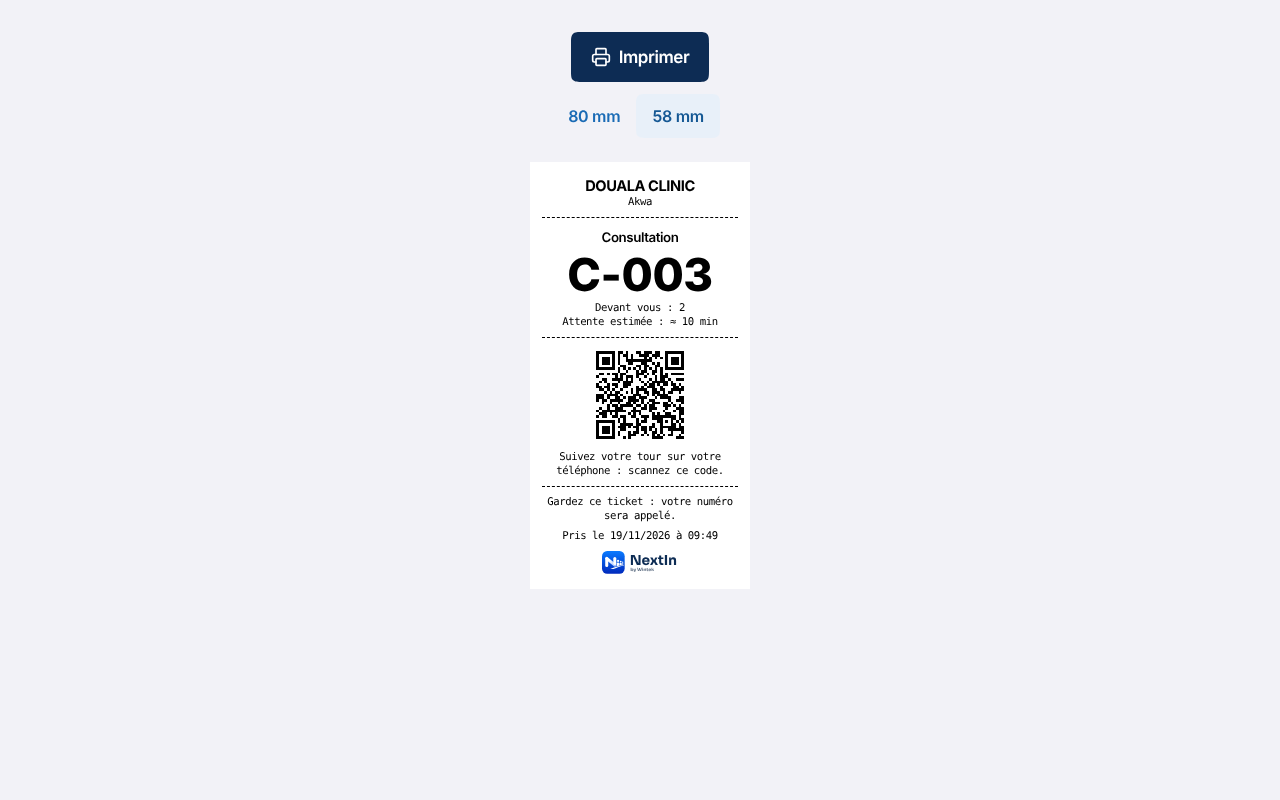 Imprimer
80 mm
58 mm
DOUALA CLINIC
Akwa
Consultation
C-003
Devant vous : 2
Attente estimée : ≈ 10 min
Suivez votre tour sur votre
téléphone : scannez ce code.
Gardez ce ticket : votre numéro
sera appelé.
Pris le 19/11/2026 à 09:49
NextIn